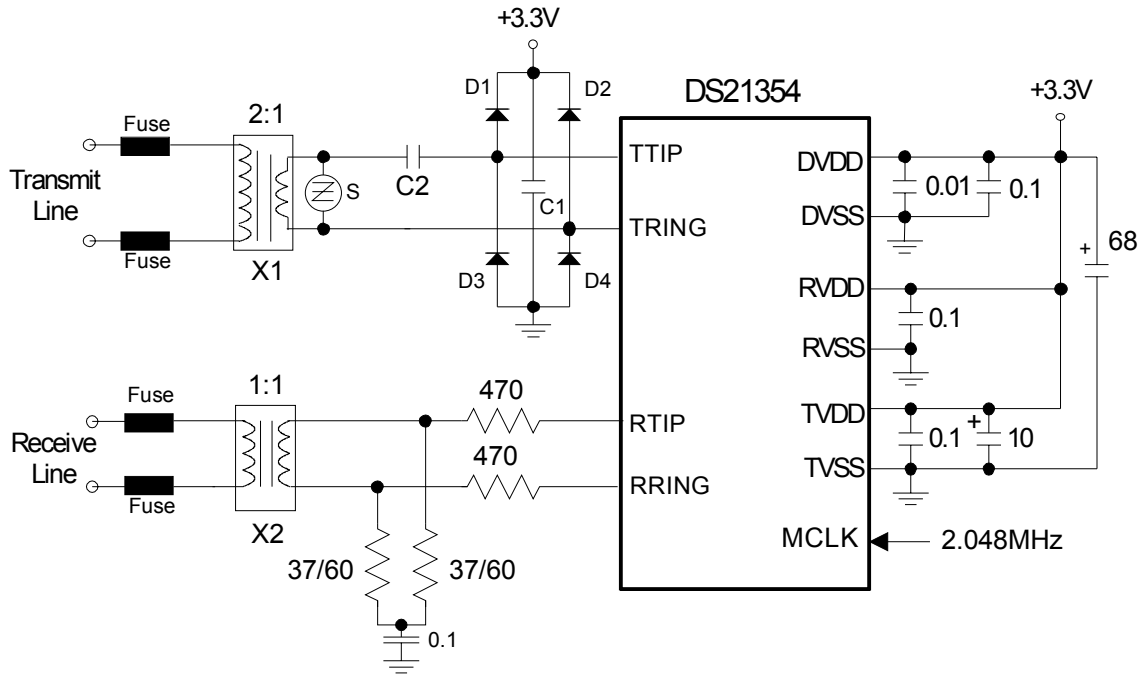 +3.3V
D1
D2
DS21354
+3.3V
Fuse
2:1
TTIP
DVDD
0.01
0.1
C2
S
C1
Transmit
Line
TRING
DVSS
68
+
Fuse
X1
D3
D4
RVDD
0.1
RVSS
Fuse
1:1
470
RTIP
TVDD
0.1
+
10
Receive
Line
470
RRING
TVSS
Fuse
X2
MCLK
2.048MHz
37/60
37/60
0.1